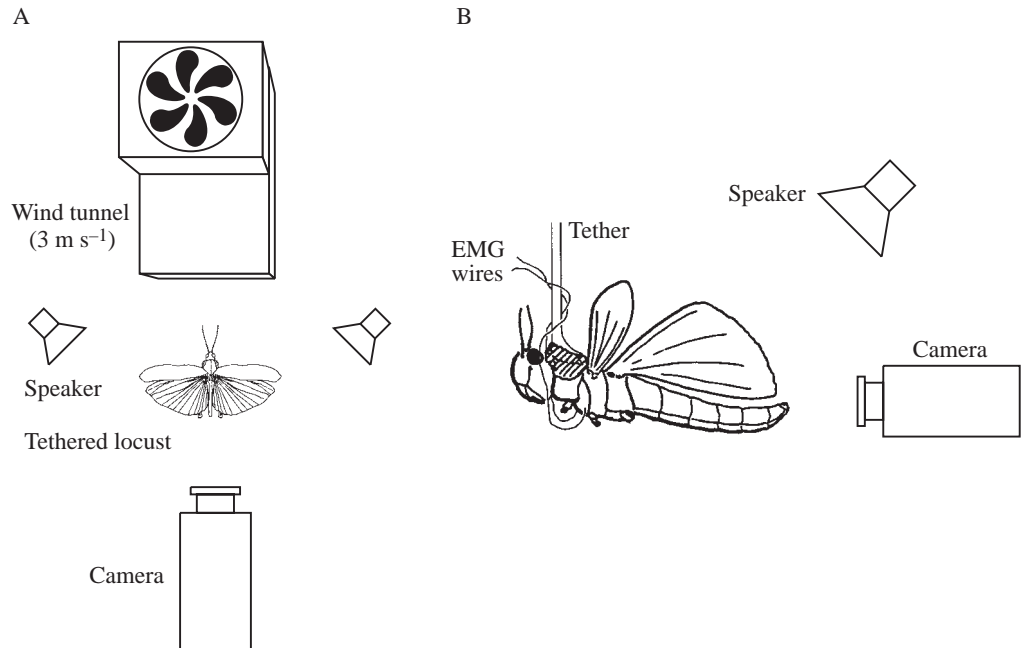 A
Wind tunnel
(3 m s–1)
Speaker
Tethered locust
Camera
B
Speaker
Tether
EMG
wires
Camera